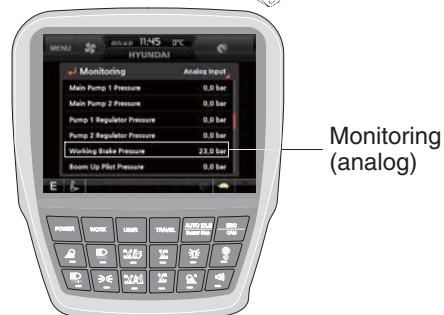 MENU 11:45 0℃
HYUNDAI
Monitoring Analog Input
Main Pump 1 Pressure 0,0 bar
Main Pump 2 Pressure 0,0 bar
Pump 1 Regulator Pressure 0,0 bar
Pump 2 Regulator Pressure 0,0 bar
Working Brake Pressure 23,0 bar
Boom Up Pilot Pressure 0,0 bar
E
Monitoring
(analog)
POWER WORK USER TRAVEL AUTO IDLE ESC
Buzzer Stop CAM